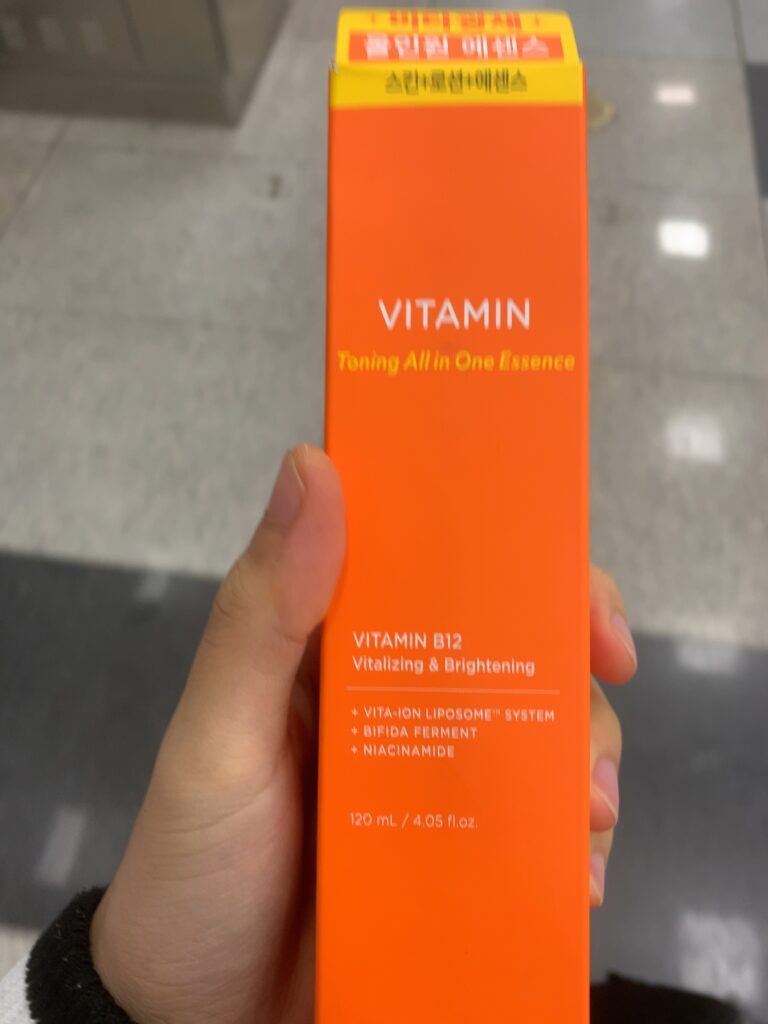 올인원 에센스
스킨+로션+에센스
VITAMIN
Toning All in One Essence
VITAMIN B12
Vitalizing & Brightening
+ VITA-ION LIPOSOME™ SYSTEM
+ BIFIDA FERMENT
+ NIACINAMIDE
120 mL / 4.05 fl.oz.